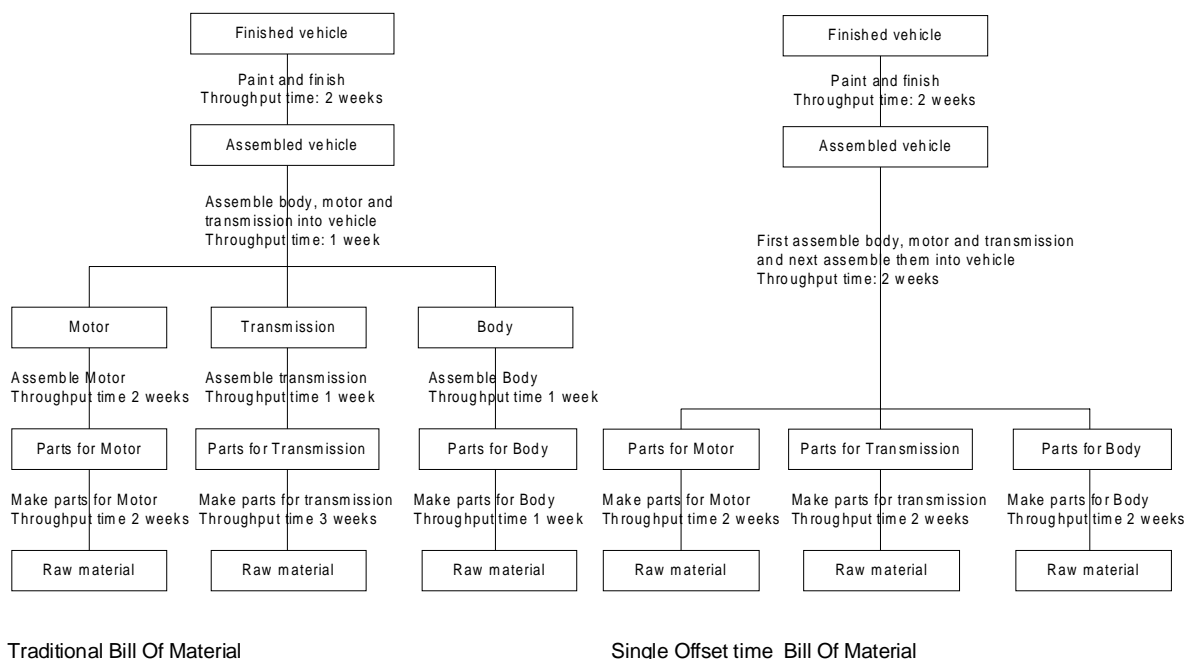 Finished vehicle
Paint and finish
Throughput time: 2 weeks
Assembled vehicle
Assemble body, motor and
transmission into vehicle
Throughput time: 1 week
Motor
Transmission
Body
Assemble Motor
Throughput time 2 weeks
Assemble transmission
Throughput time 1 week
Assemble Body
Throughput time 1 week
Parts for Motor
Parts for Transmission
Parts for Body
Make parts for Motor
Throughput time 2 weeks
Make parts for transmission
Throughput time 3 weeks
Make parts for Body
Throughput time 1 week
Raw material
Raw material
Raw material
Traditional Bill Of Material
Finished vehicle
Paint and finish
Throughput time: 2 weeks
Assembled vehicle
First assemble body, motor and transmission
and next assemble them into vehicle
Throughput time: 2 weeks
Parts for Motor
Parts for Transmission
Parts for Body
Make parts for Motor
Throughput time 2 weeks
Make parts for transmission
Throughput time 2 weeks
Make parts for Body
Throughput time 2 weeks
Raw material
Raw material
Raw material
Single Offset time Bill Of Material